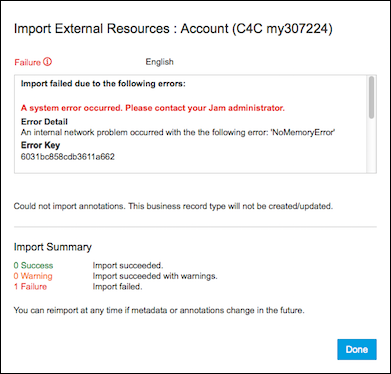 Import External Resources : Account (C4C my307224)
Failure English
Import failed due to the following errors:
A system error occurred. Please contact your Jam administrator.
Error Detail
An internal network problem occurred with the the following error: 'NoMemoryError'
Error Key
6031bc858cdb3611a662
Could not import annotations. This business record type will not be created/updated.
Import Summary
0 Success Import succeeded.
0 Warning Import succeeded with warnings.
1 Failure Import failed.
You can reimport at any time if metadata or annotations change in the future.
Done